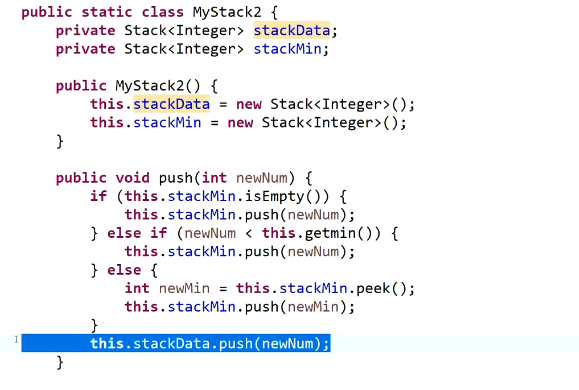 public static class MyStack2 {
    private Stack<Integer> stackData;
    private Stack<Integer> stackMin;

    public MyStack2() {
        this.stackData = new Stack<Integer>();
        this.stackMin = new Stack<Integer>();
    }

    public void push(int newNum) {
        if (this.stackMin.isEmpty()) {
            this.stackMin.push(newNum);
        } else if (newNum < this.getmin()) {
            this.stackMin.push(newNum);
        } else {
            int newMin = this.stackMin.peek();
            this.stackMin.push(newMin);
        }
        this.stackData.push(newNum);
    }